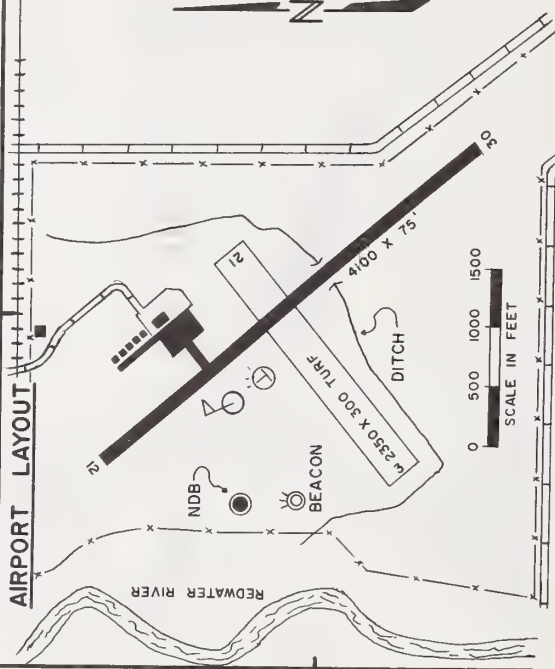 AIRPORT LAYOUT
N
12
21
30
4100 X 75'
3 2350 X 300 TURF
NDB
BEACON
DITCH
REDWATER RIVER
0 500 1000 1500
SCALE IN FEET